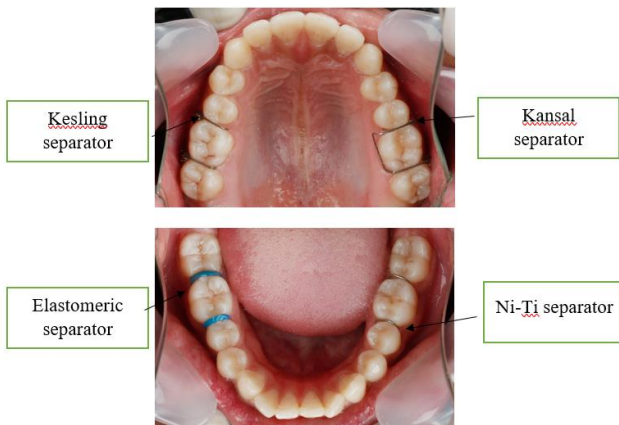 Kesling
separator
Kansal
separator
Elastomeric
separator
Ni-Ti separator